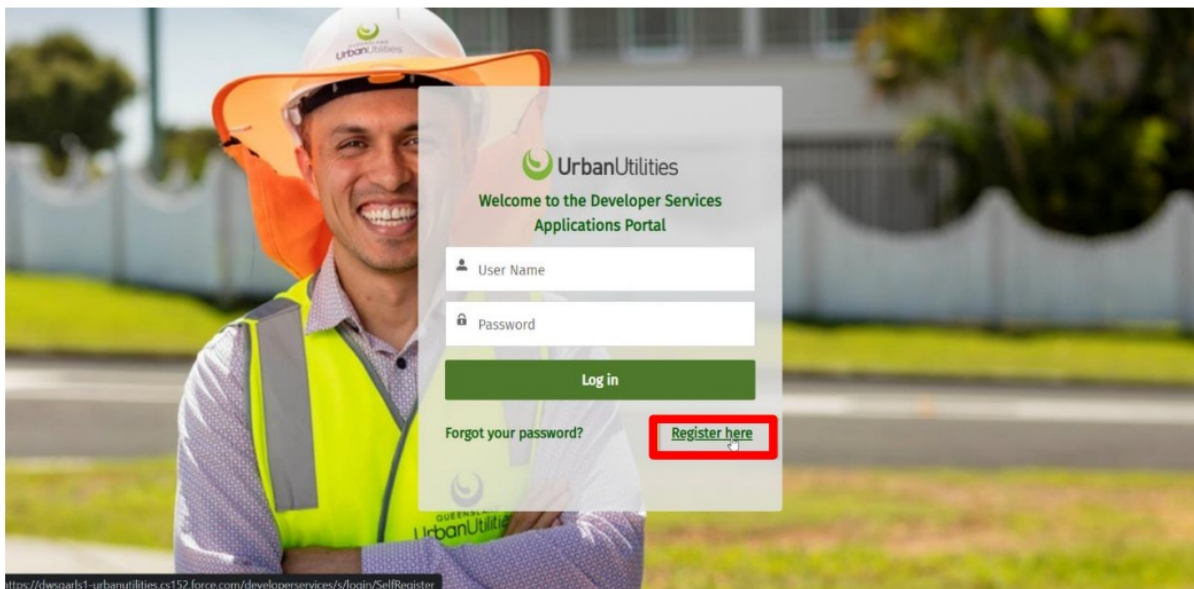 UrbanUtilities
UrbanUtilities
Welcome to the Developer Services
Applications Portal
User Name
Password
Log in
Forgot your password?
Register here
QUEENSLAND
UrbanUtilities
https://dwsqarls1-urbanutilities.cs152.force.com/developerservices/s/login/SelfRegister